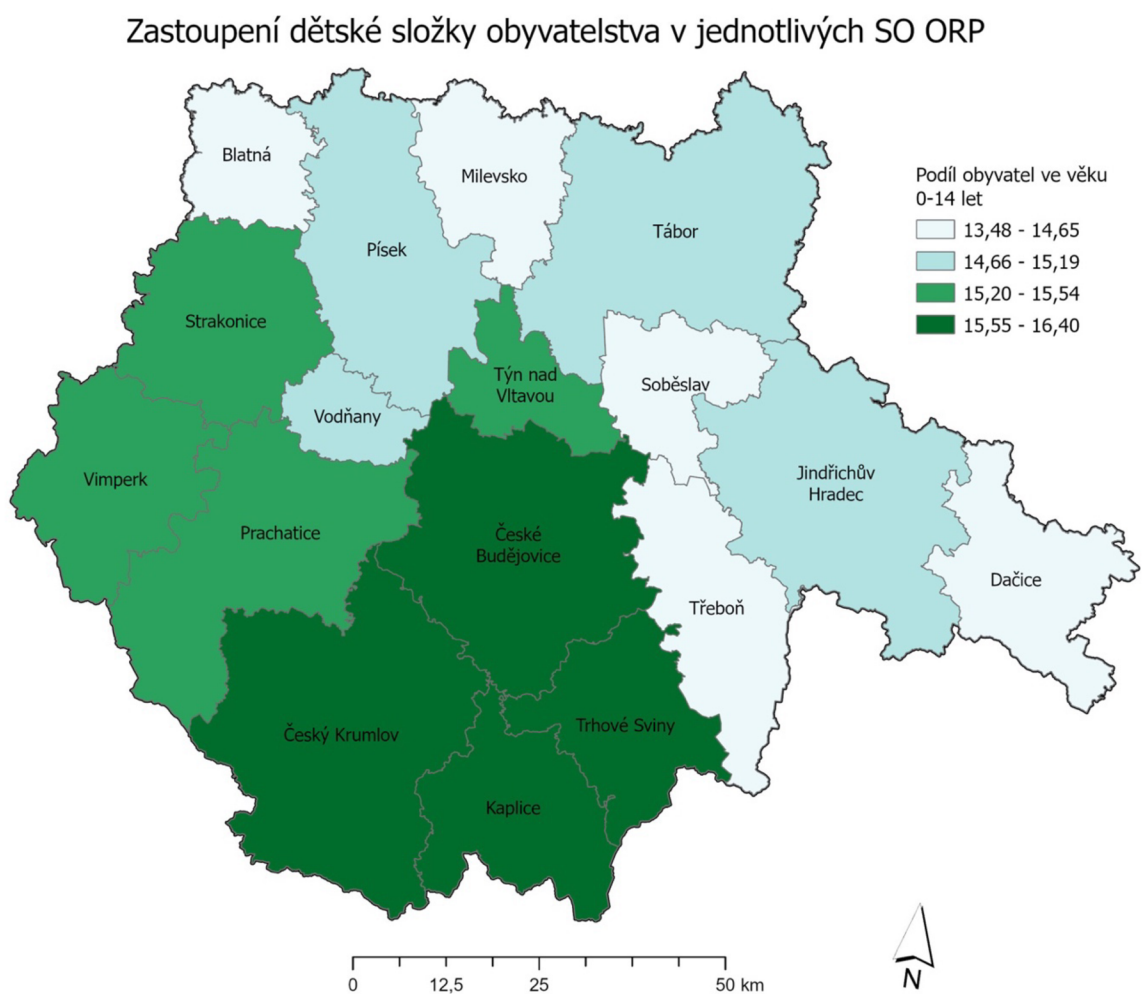 Zastoupení dětské složky obyvatelstva v jednotlivých SO ORP
Blatná
Milevsko
Písek
Tábor
Podíl obyvatel ve věku
0-14 let
13,48 - 14,65
14,66 - 15,19
15,20 - 15,54
15,55 - 16,40
Strakonice
Týn nad
Vltavou
Soběslav
Vodňany
Vimperk
Jindřichův
Hradec
Prachatice
České
Budějovice
Dačice
Třeboň
Český Krumlov
Trhové Sviny
Kaplice
0
12,5
25
50 km
N